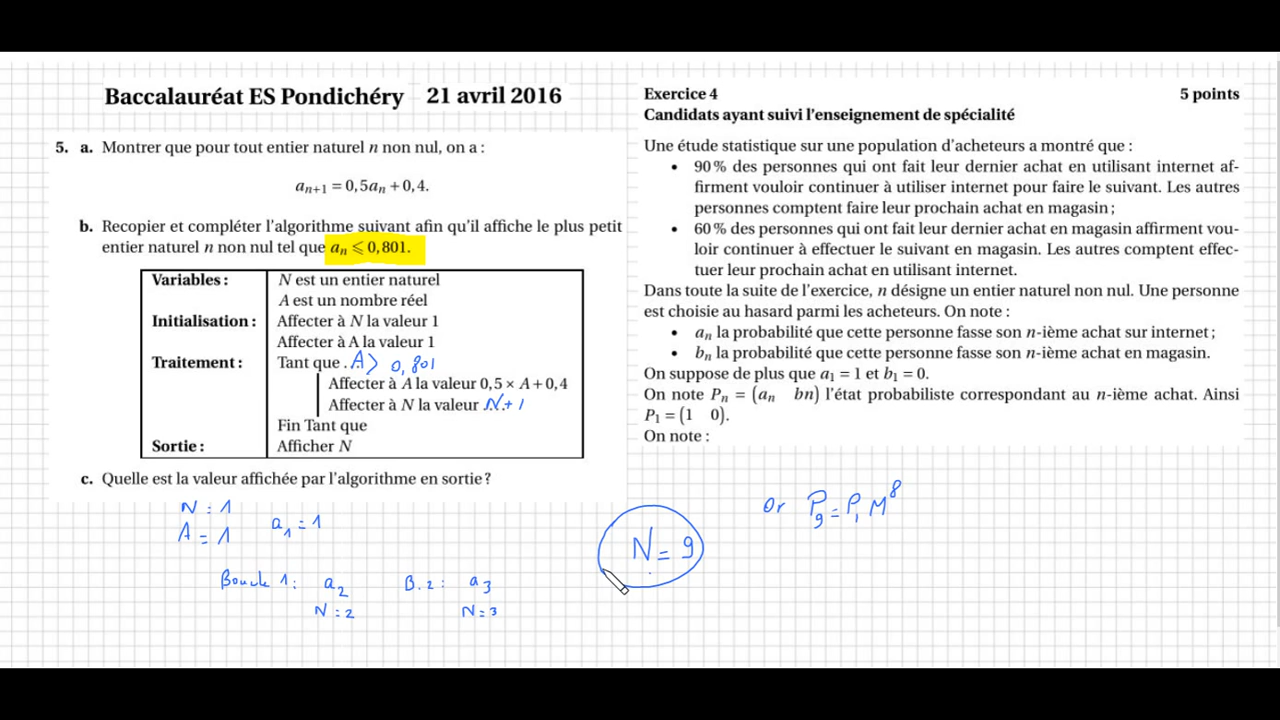 Baccalauréat ES Pondichéry 21 avril 2016
5. a. Montrer que pour tout entier naturel n non nul, on a :
aₙ₊₁ = 0,5aₙ + 0,4.
b. Recopier et compléter l'algorithme suivant afin qu'il affiche le plus petit
entier naturel n non nul tel que aₙ ⩽ 0,801.
Variables : N est un entier naturel
A est un nombre réel
Initialisation : Affecter à N la valeur 1
Affecter à A la valeur 1
Traitement : Tant que . A > 0,801
Affecter à A la valeur 0,5 × A + 0,4
Affecter à N la valeur N + 1
Fin Tant que
Sortie : Afficher N
c. Quelle est la valeur affichée par l'algorithme en sortie ?
N = 1
A = 1 a₁ = 1
Boucle 1 : a₂ B. 2 : a₃
N = 2 N = 3
N = 9
Or P₉ = P₁ M⁸
Exercice 4 5 points
Candidats ayant suivi l'enseignement de spécialité
Une étude statistique sur une population d'acheteurs a montré que :
• 90 % des personnes qui ont fait leur dernier achat en utilisant internet af-
firment vouloir continuer à utiliser internet pour faire le suivant. Les autres
personnes comptent faire leur prochain achat en magasin ;
• 60 % des personnes qui ont fait leur dernier achat en magasin affirment vou-
loir continuer à effectuer le suivant en magasin. Les autres comptent effec-
tuer leur prochain achat en utilisant internet.
Dans toute la suite de l'exercice, n désigne un entier naturel non nul. Une personne
est choisie au hasard parmi les acheteurs. On note :
• aₙ la probabilité que cette personne fasse son n-ième achat sur internet ;
• bₙ la probabilité que cette personne fasse son n-ième achat en magasin.
On suppose de plus que a₁ = 1 et b₁ = 0.
On note Pₙ = (aₙ bn) l'état probabiliste correspondant au n-ième achat. Ainsi
P₁ = (1 0).
On note :